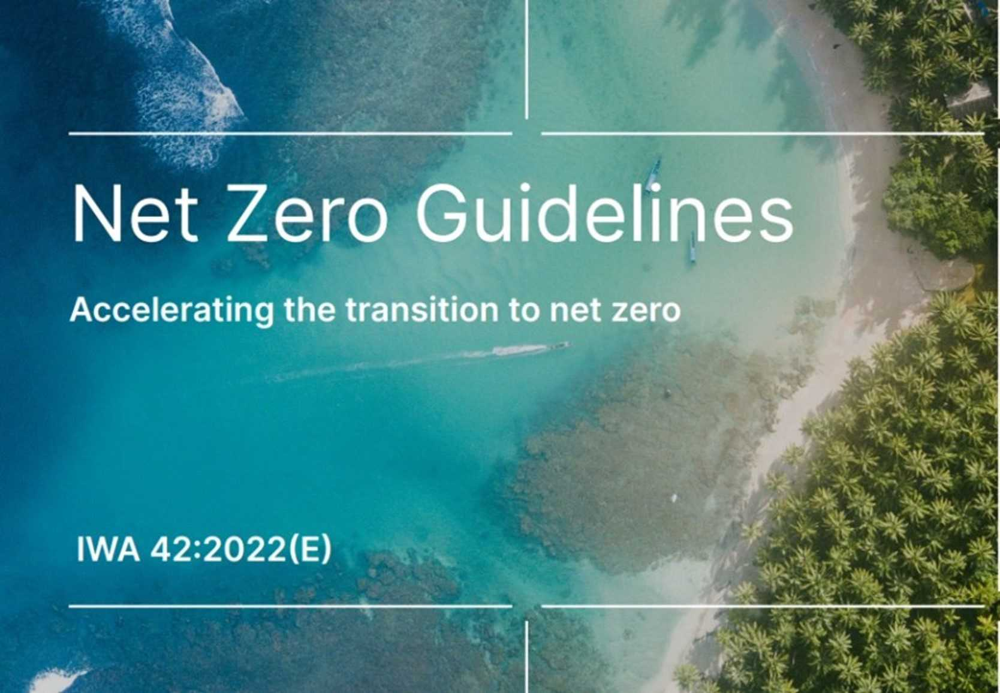 Net Zero Guidelines
Accelerating the transition to net zero
IWA 42:2022(E)